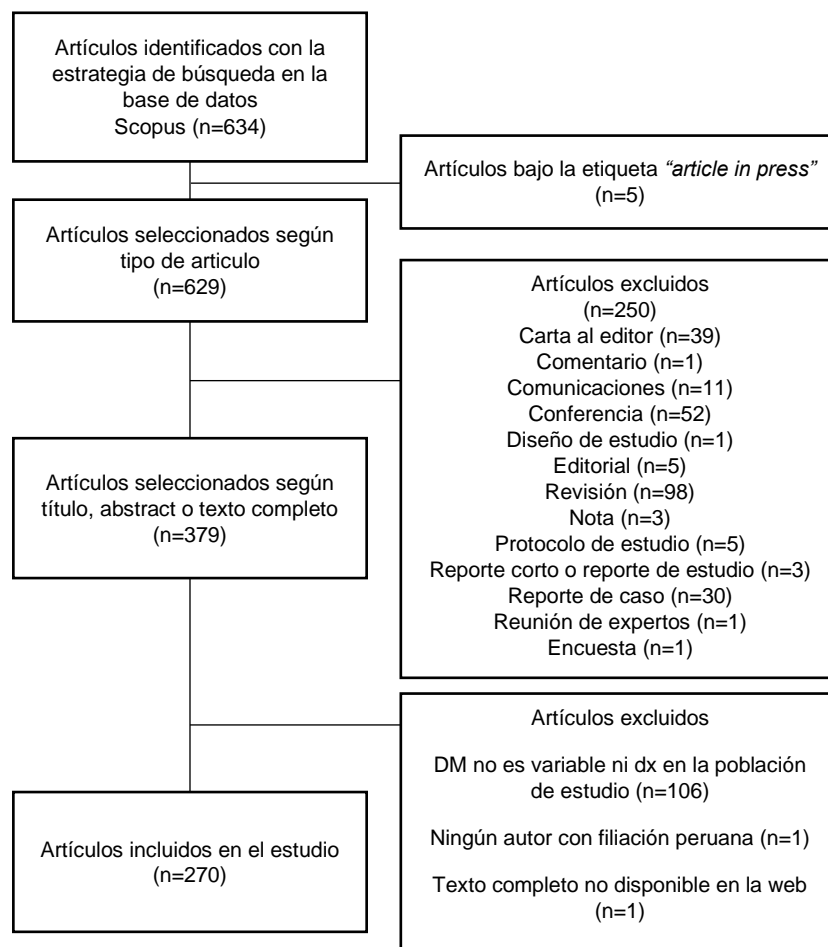 Artículos identificados con la
estrategia de búsqueda en la
base de datos
Scopus (n=634)
Artículos bajo la etiqueta “article in press”
(n=5)
Artículos seleccionados según
tipo de articulo
(n=629)
Artículos excluidos
(n=250)
Carta al editor (n=39)
Comentario (n=1)
Comunicaciones (n=11)
Conferencia (n=52)
Diseño de estudio (n=1)
Editorial (n=5)
Revisión (n=98)
Nota (n=3)
Protocolo de estudio (n=5)
Reporte corto o reporte de estudio (n=3)
Reporte de caso (n=30)
Reunión de expertos (n=1)
Encuesta (n=1)
Artículos seleccionados según
título, abstract o texto completo
(n=379)
Artículos excluidos
DM no es variable ni dx en la población
de estudio (n=106)
Ningún autor con filiación peruana (n=1)
Texto completo no disponible en la web
(n=1)
Artículos incluidos en el estudio
(n=270)